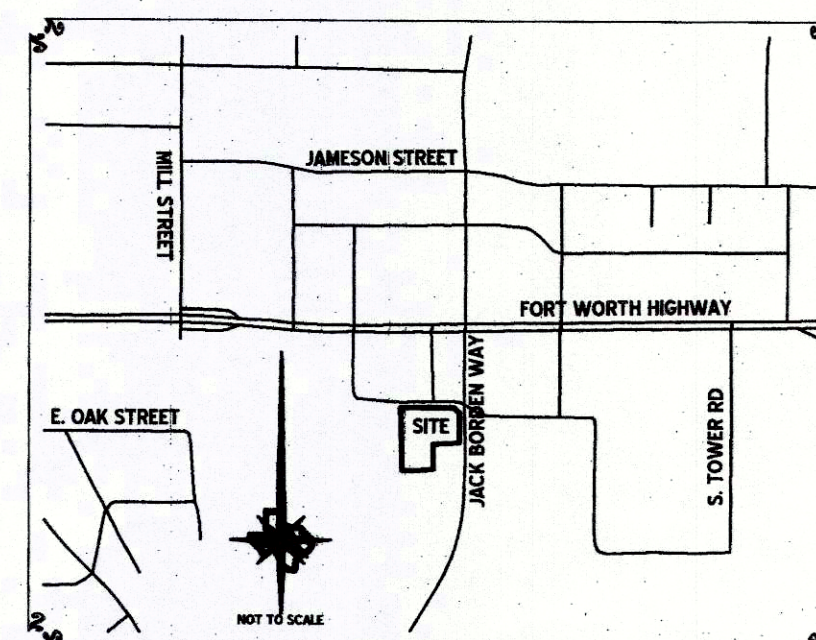 MILL STREET
JAMESON STREET
FORT WORTH HIGHWAY
JACK BORDEN WAY
E. OAK STREET
SITE
S. TOWER RD
NOT TO SCALE